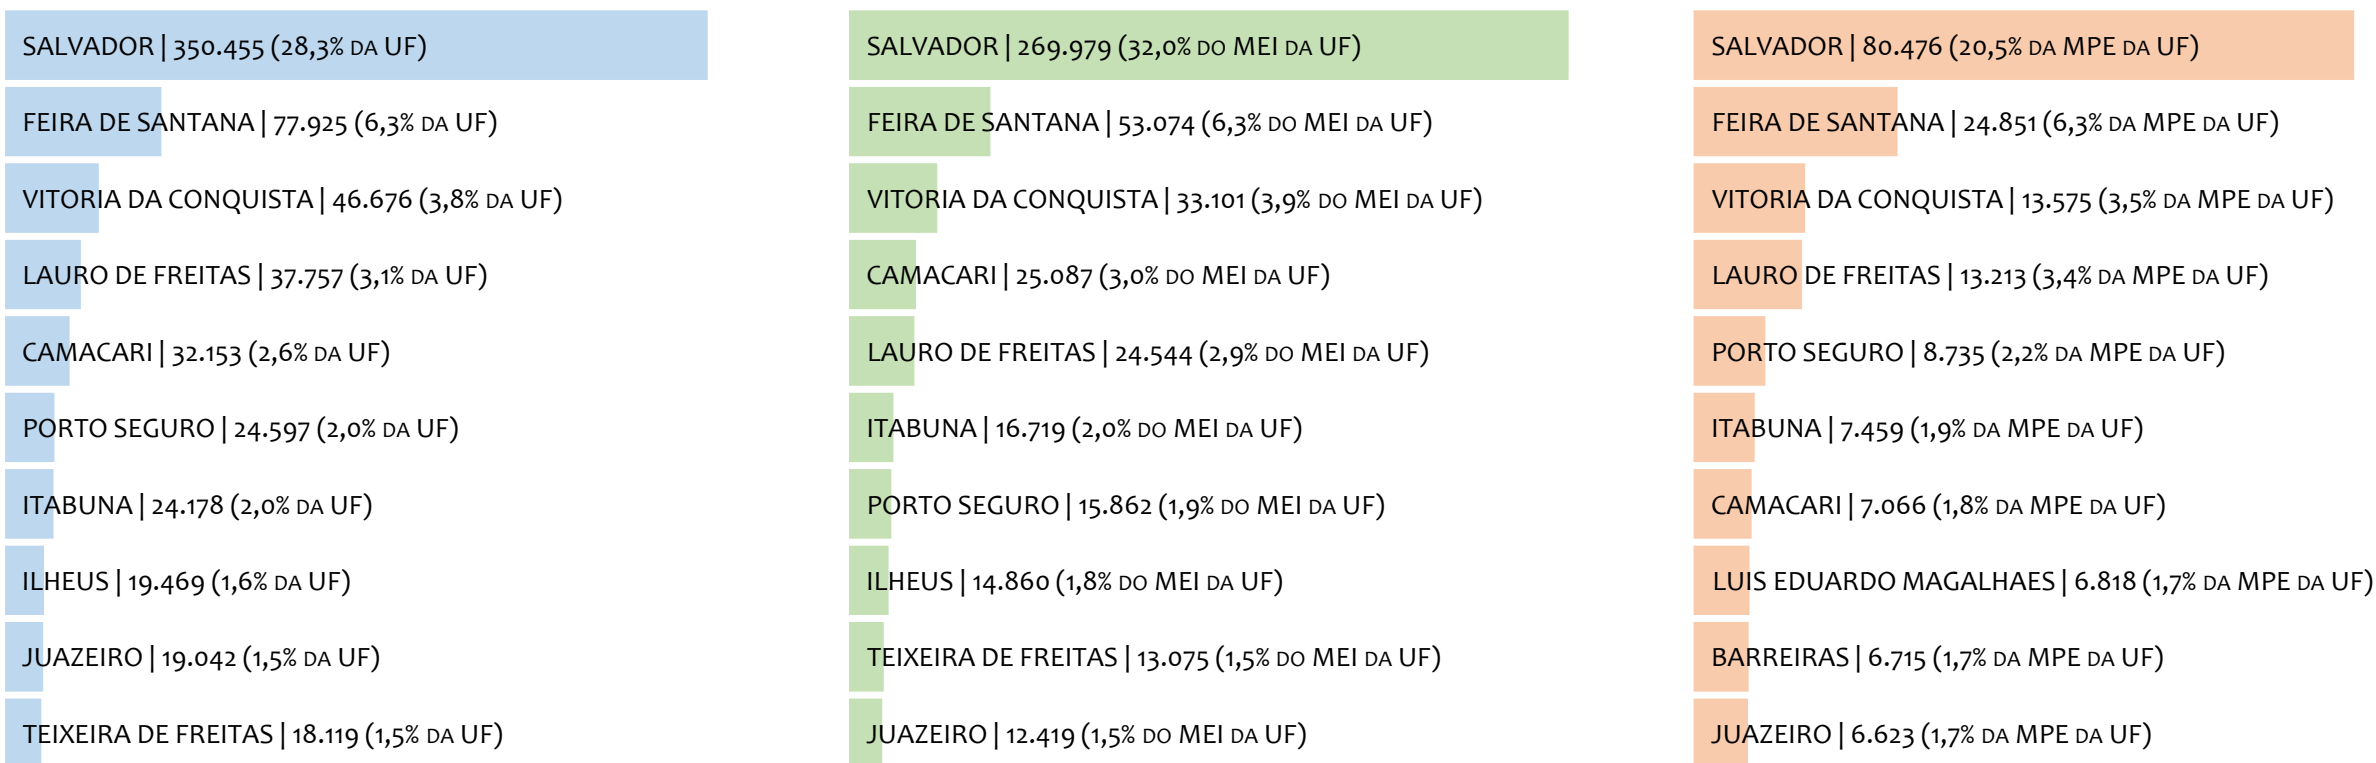 SALVADOR | 350.455 (28,3% DA UF)
FEIRA DE SANTANA | 77.925 (6,3% DA UF)
VITORIA DA CONQUISTA | 46.676 (3,8% DA UF)
LAURO DE FREITAS | 37.757 (3,1% DA UF)
CAMACARI | 32.153 (2,6% DA UF)
PORTO SEGURO | 24.597 (2,0% DA UF)
ITABUNA | 24.178 (2,0% DA UF)
ILHEUS | 19.469 (1,6% DA UF)
JUAZEIRO | 19.042 (1,5% DA UF)
TEIXEIRA DE FREITAS | 18.119 (1,5% DA UF)
SALVADOR | 269.979 (32,0% DO MEI DA UF)
FEIRA DE SANTANA | 53.074 (6,3% DO MEI DA UF)
VITORIA DA CONQUISTA | 33.101 (3,9% DO MEI DA UF)
CAMACARI | 25.087 (3,0% DO MEI DA UF)
LAURO DE FREITAS | 24.544 (2,9% DO MEI DA UF)
ITABUNA | 16.719 (2,0% DO MEI DA UF)
PORTO SEGURO | 15.862 (1,9% DO MEI DA UF)
ILHEUS | 14.860 (1,8% DO MEI DA UF)
TEIXEIRA DE FREITAS | 13.075 (1,5% DO MEI DA UF)
JUAZEIRO | 12.419 (1,5% DO MEI DA UF)
SALVADOR | 80.476 (20,5% DA MPE DA UF)
FEIRA DE SANTANA | 24.851 (6,3% DA MPE DA UF)
VITORIA DA CONQUISTA | 13.575 (3,5% DA MPE DA UF)
LAURO DE FREITAS | 13.213 (3,4% DA MPE DA UF)
PORTO SEGURO | 8.735 (2,2% DA MPE DA UF)
ITABUNA | 7.459 (1,9% DA MPE DA UF)
CAMACARI | 7.066 (1,8% DA MPE DA UF)
LUIS EDUARDO MAGALHAES | 6.818 (1,7% DA MPE DA UF)
BARREIRAS | 6.715 (1,7% DA MPE DA UF)
JUAZEIRO | 6.623 (1,7% DA MPE DA UF)